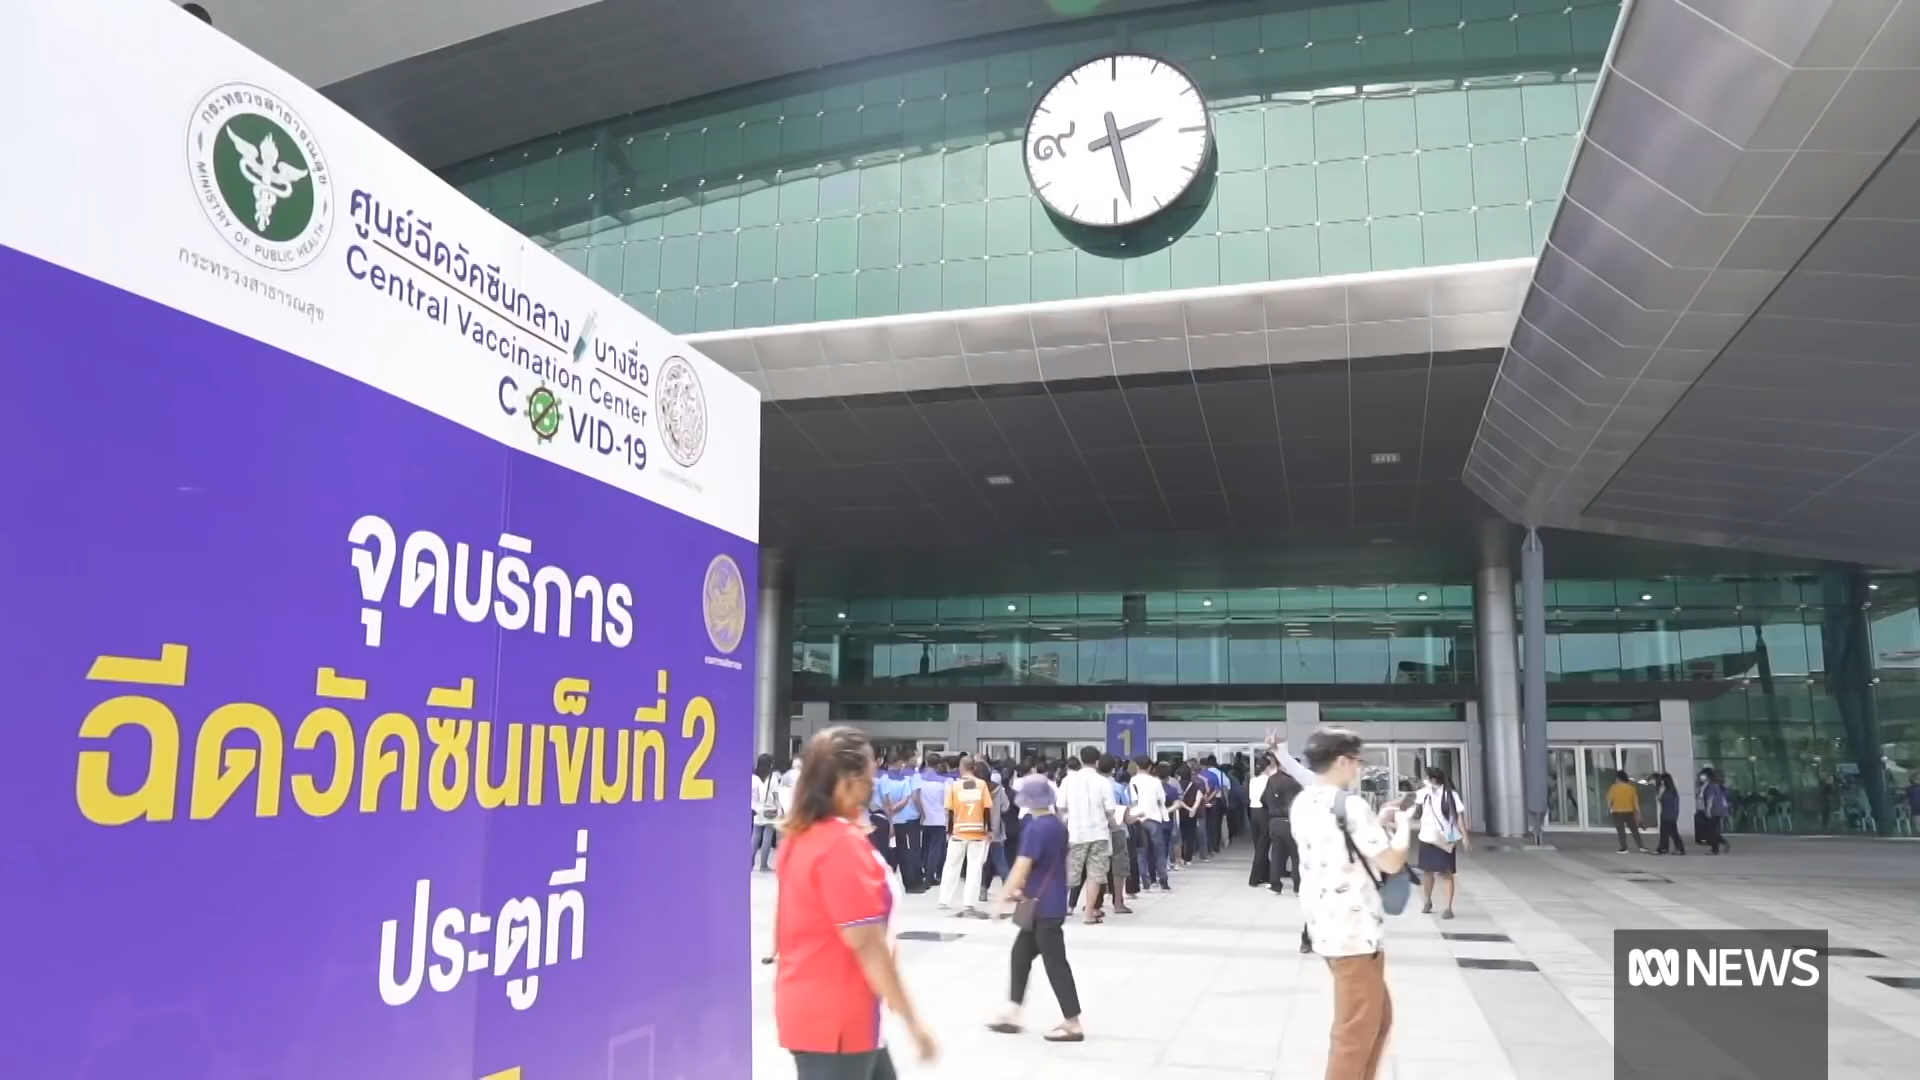 กระทรวงสาธารณสุข
MINISTRY OF PUBLIC HEALTH
กระทรวงสาธารณสุข
ศูนย์ฉีดวัคซีนกลาง บางซื่อ
Central Vaccination Center
COVID-19
จุดบริการ
ฉีดวัคซีนเข็มที่ 2
ประตูที่
๙
1
7
NEWS